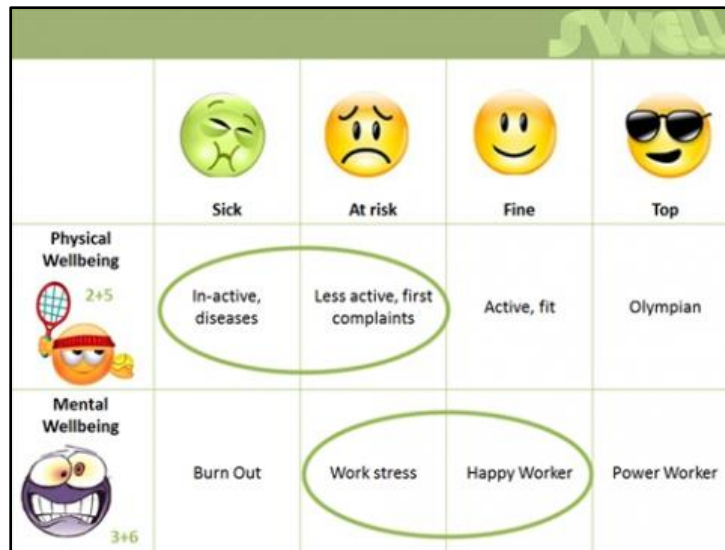 SWELL
Sick At risk Fine Top
Physical
Wellbeing
2+5
In-active,
diseases
Less active, first
complaints
Active, fit
Olympian
Mental
Wellbeing
3+6
Burn Out
Work stress
Happy Worker
Power Worker